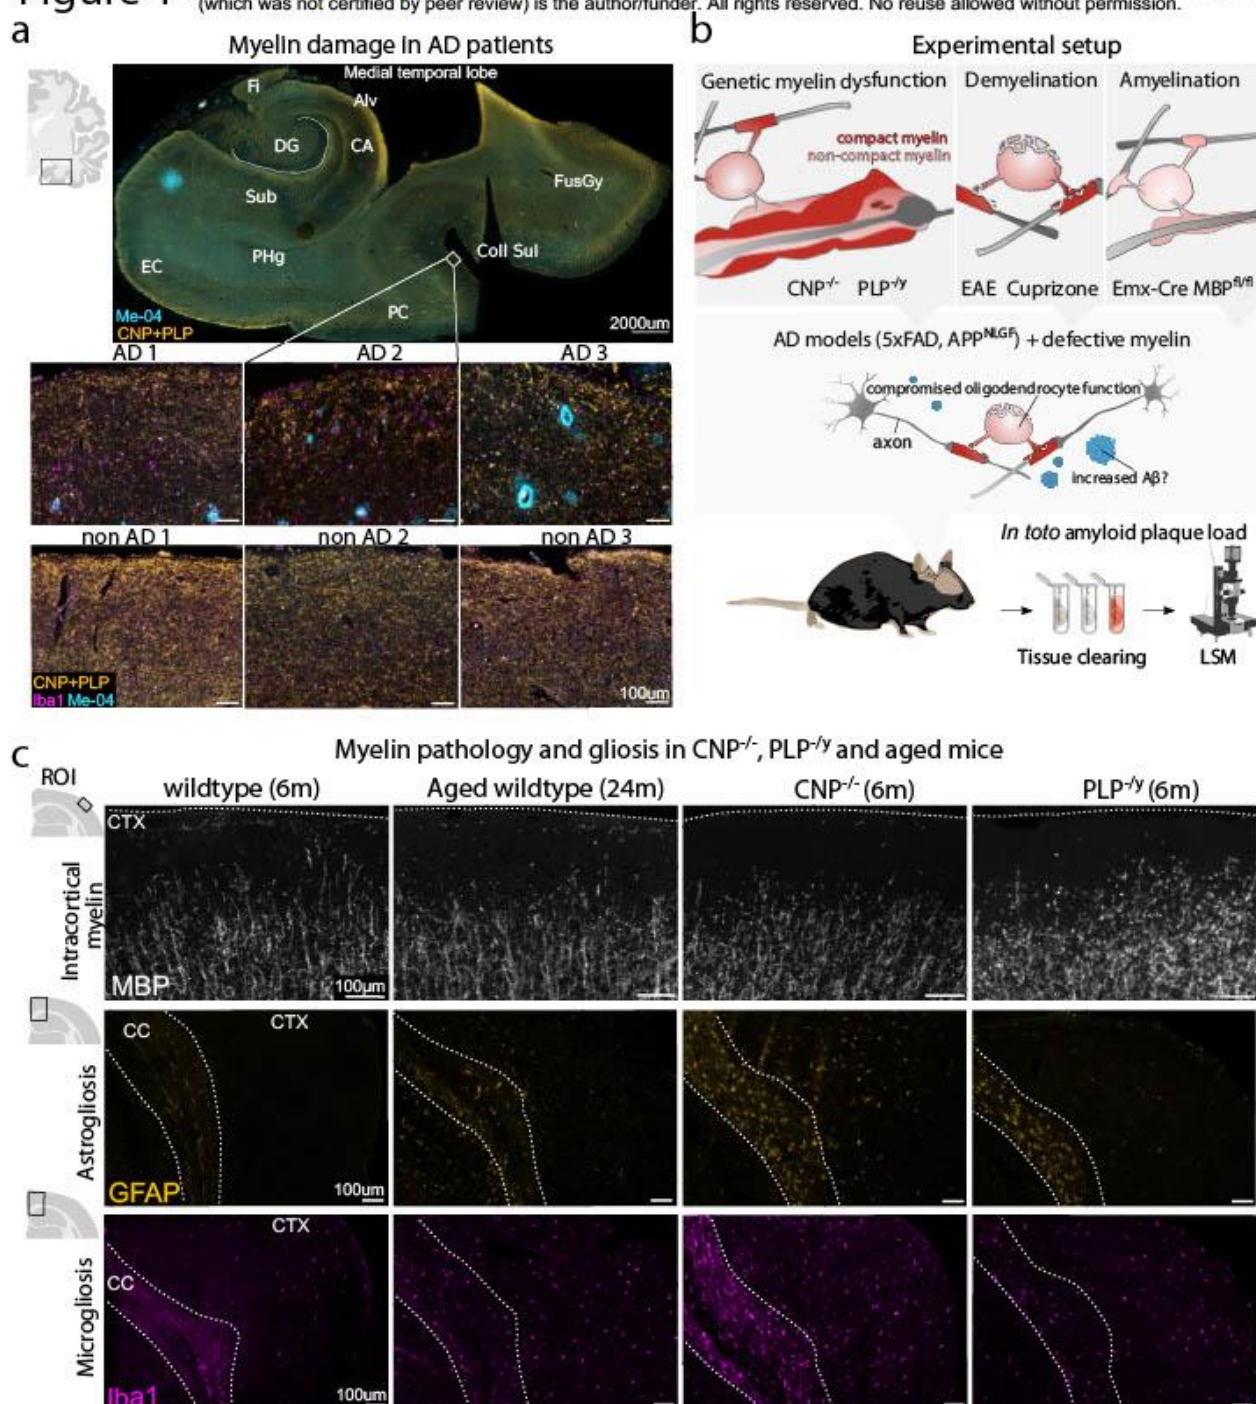 Figure 1
(which was not certified by peer review) is the author/funder. All rights reserved. No reuse allowed without permission.
a
Myelin damage in AD patients
Medial temporal lobe
Fi
Alv
DG
CA
FusGy
Sub
Coll Sul
PHg
EC
PC
Me-04
CNP+PLP
2000um
AD 1
AD 2
AD 3
non AD 1
non AD 2
non AD 3
CNP+PLP
Iba1 Me-04
100um
b
Experimental setup
Genetic myelin dysfunction
Demyelination
Amyelination
compact myelin
non-compact myelin
CNP-/- PLP-/y
EAE Cuprizone
Emx-Cre MBPfl/fl
AD models (5xFAD, APPNLGF) + defective myelin
compromised oligodendrocyte function
axon
increased Aβ?
In toto amyloid plaque load
Tissue clearing
LSM
c
Myelin pathology and gliosis in CNP-/-, PLP-/y and aged mice
ROI
wildtype (6m)
Aged wildtype (24m)
CNP-/- (6m)
PLP-/y (6m)
CTX
Intracortical
myelin
MBP
100µm
CC
CTX
Astrogliosis
GFAP
100um
CTX
CC
Microgliosis
Iba1
100um